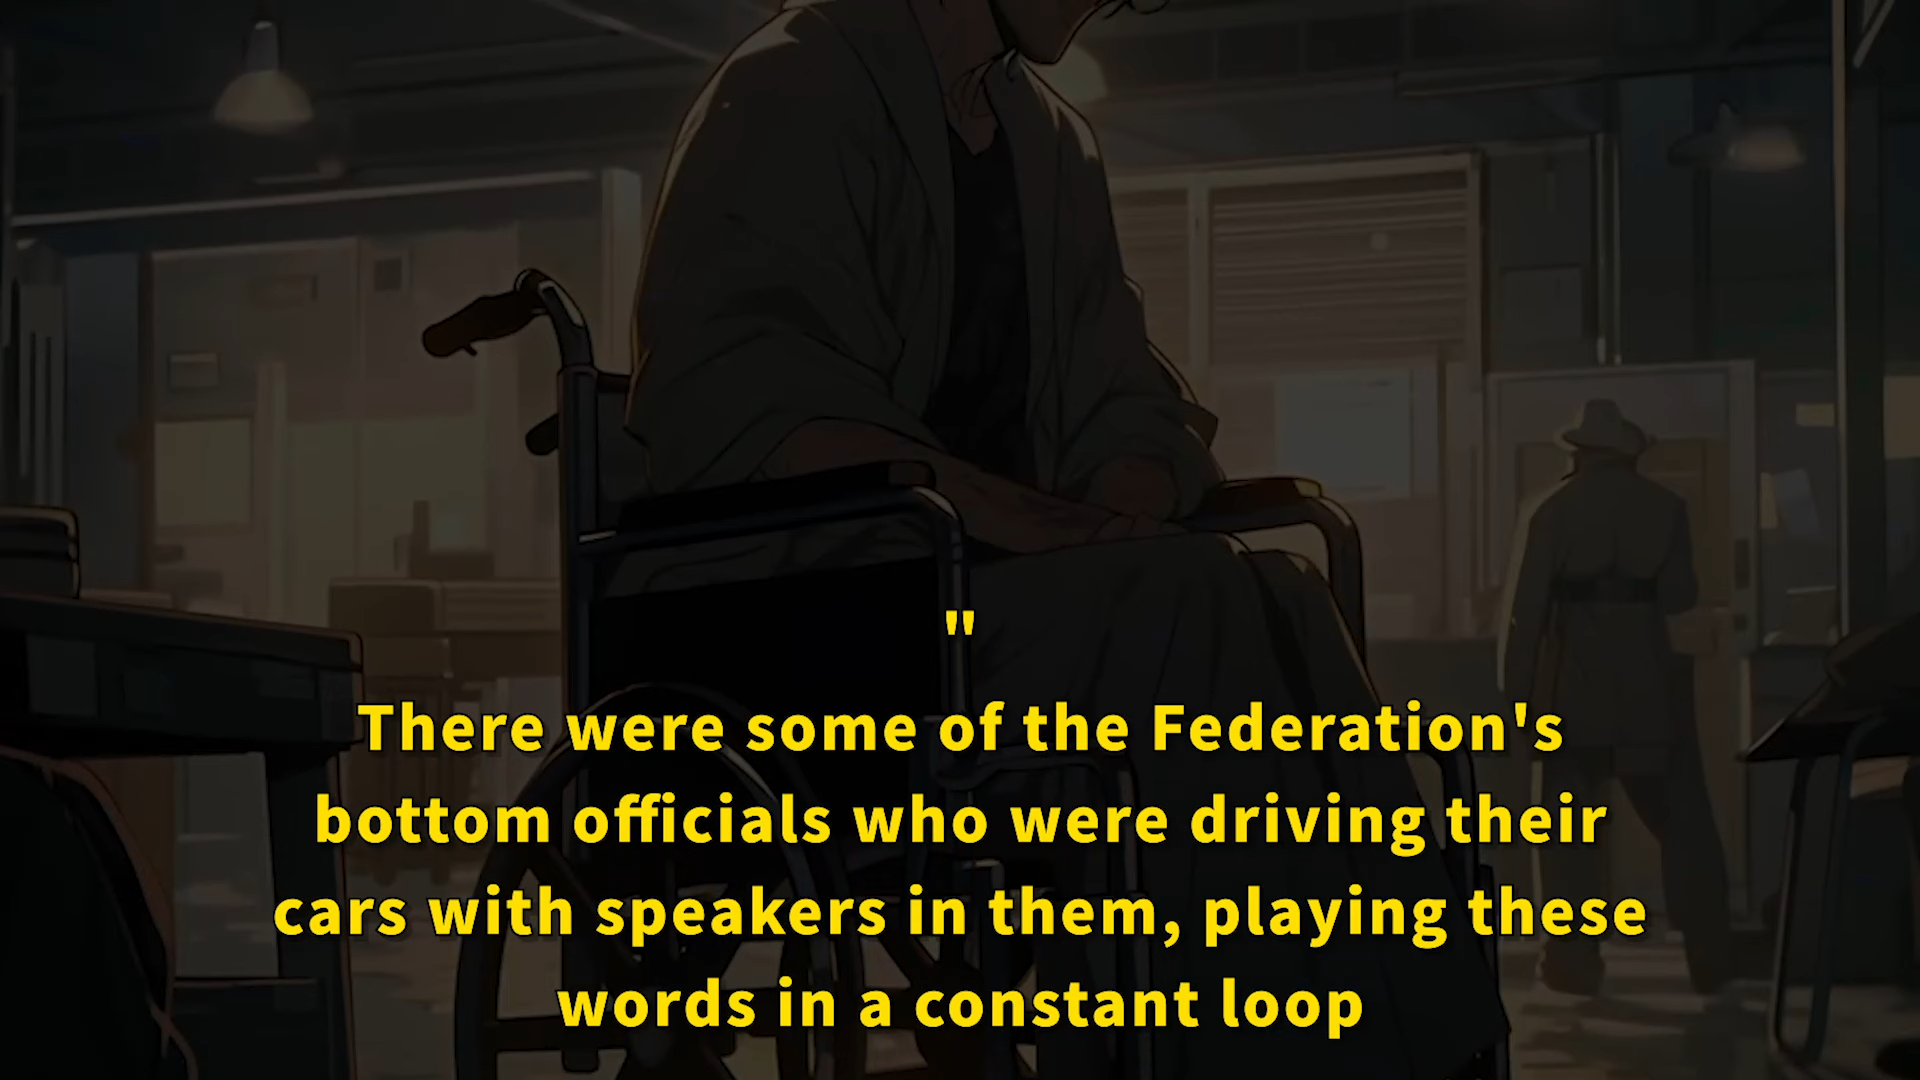 "
There were some of the Federation's
bottom officials who were driving their
cars with speakers in them, playing these
words in a constant loop